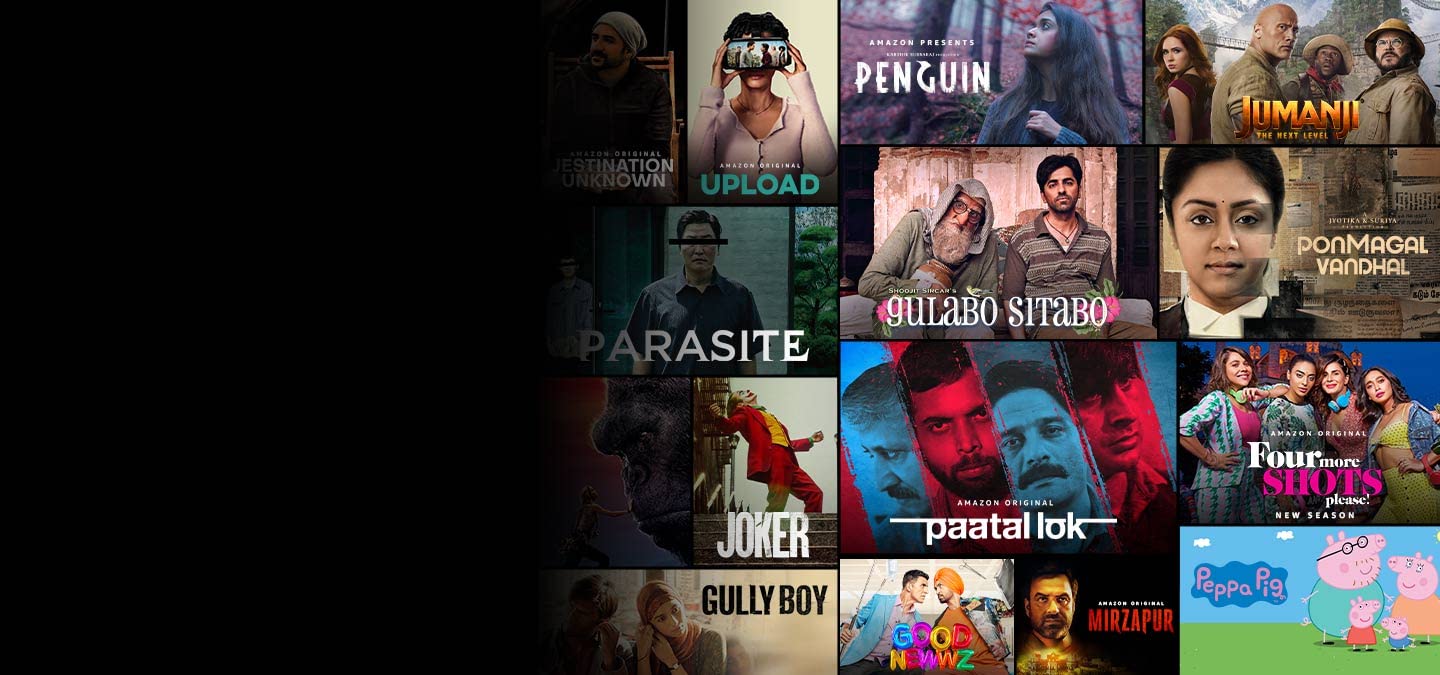 AMAZON ORIGINAL
JESTINATION
UNKNOWN
AMAZON ORIGINAL
UPLOAD
AMAZON PRESENTS
PENGUIN
JUMANJI
THE NEXT LEVEL
PARASITE
SHOOJIT SIRCAR'S
GULABO SITABO
JYOTIKA & SURIYA
PONMAGAL
VANDHAL
JOKER
AMAZON ORIGINAL
paatal lok
AMAZON ORIGINAL
Four more
SHOTS
please!
NEW SEASON
GULLY BOY
GOOD
NEWWZ
AMAZON ORIGINAL
MIRZAPUR
Peppa Pig